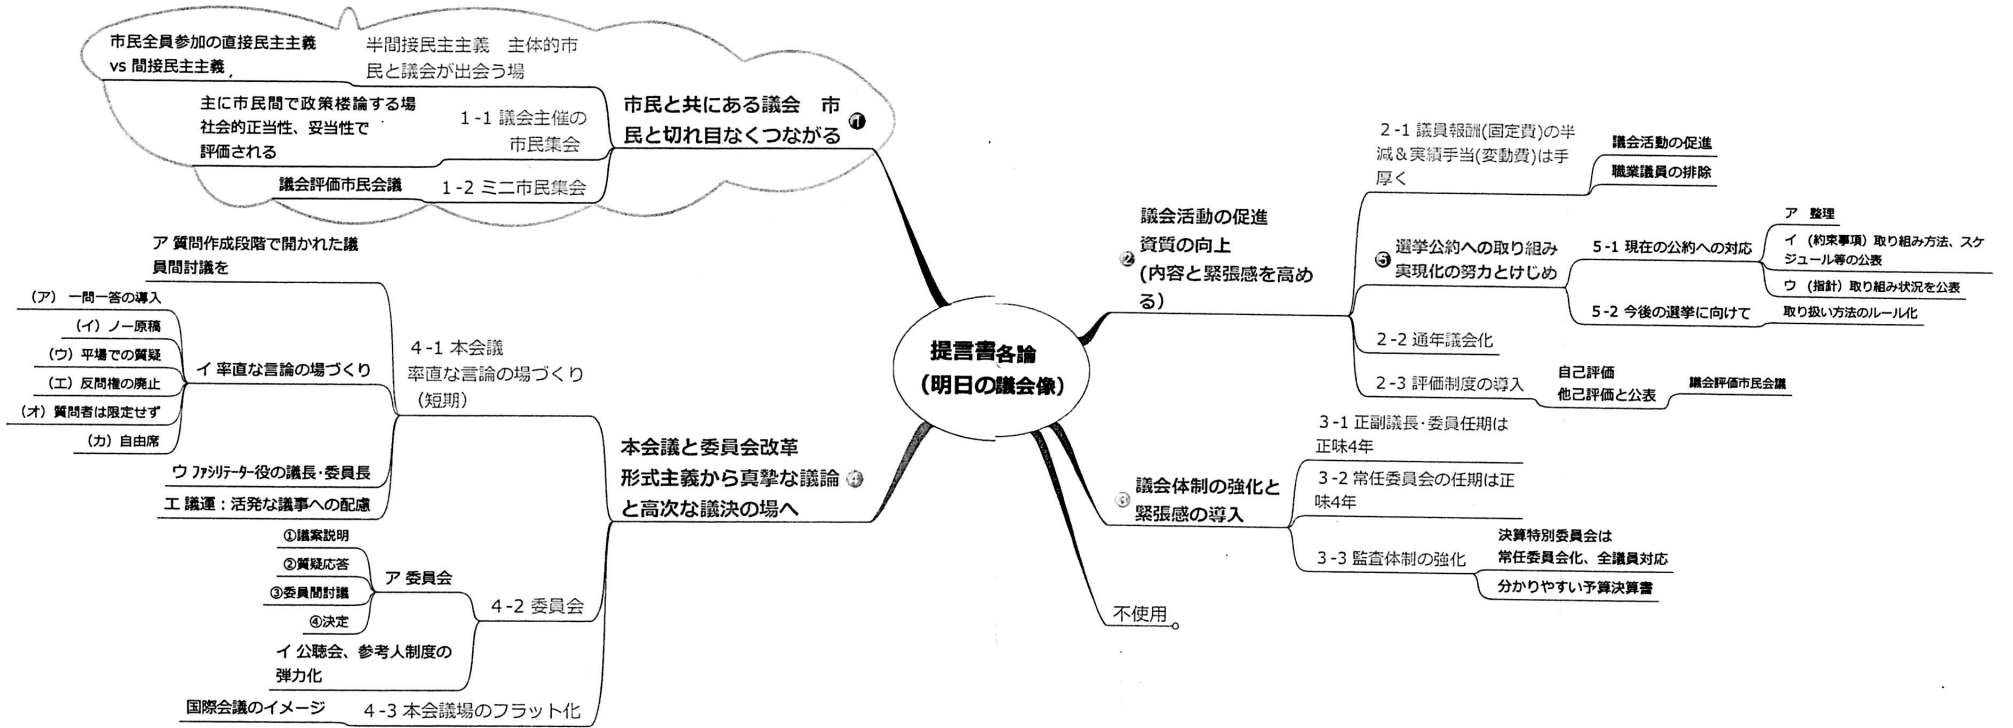 提言書各論
(明日の議会像)
❶
市民と共にある議会 市
民と切れ目なくつながる
半間接民主主義 主体的市
民と議会が出会う場
市民全員参加の直接民主主義
vs 間接民主主義
1-1 議会主催の
市民集会
主に市民間で政策楼論する場
社会的正当性、妥当性で
評価される
1-2 ミニ市民集会
議会評価市民会議
❷
議会活動の促進
資質の向上
(内容と緊張感を高め
る)
2-1 議員報酬(固定費)の半
減&実績手当(変動費)は手
厚く
議会活動の促進
職業議員の排除
❺
選挙公約への取り組み
実現化の努力とけじめ
5-1 現在の公約への対応
ア 整理
イ (約束事項) 取り組み方法、スケ
ジュール等の公表
ウ (指針) 取り組み状況を公表
5-2 今後の選挙に向けて
取り扱い方法のルール化
2-2 通年議会化
2-3 評価制度の導入
自己評価
他己評価と公表
議会評価市民会議
③
議会体制の強化と
緊張感の導入
3-1 正副議長・委員任期は
正味4年
3-2 常任委員会の任期は正
味4年
3-3 監査体制の強化
決算特別委員会は
常任委員会化、全議員対応
分かりやすい予算決算書
不使用
④
本会議と委員会改革
形式主義から真摯な議論
と高次な議決の場へ
4-1 本会議
率直な言論の場づくり
(短期)
ア 質問作成段階で開かれた議
員間討議を
イ 率直な言論の場づくり
(ア) 一問一答の導入
(イ) ノー原稿
(ウ) 平場での質疑
(エ) 反問権の廃止
(オ) 質問者は限定せず
(カ) 自由席
ウ ファシリテーター役の議長・委員長
エ 議運：活発な議事への配慮
4-2 委員会
ア 委員会
①議案説明
②質疑応答
③委員間討議
④決定
イ 公聴会、参考人制度の
弾力化
4-3 本会議場のフラット化
国際会議のイメージ